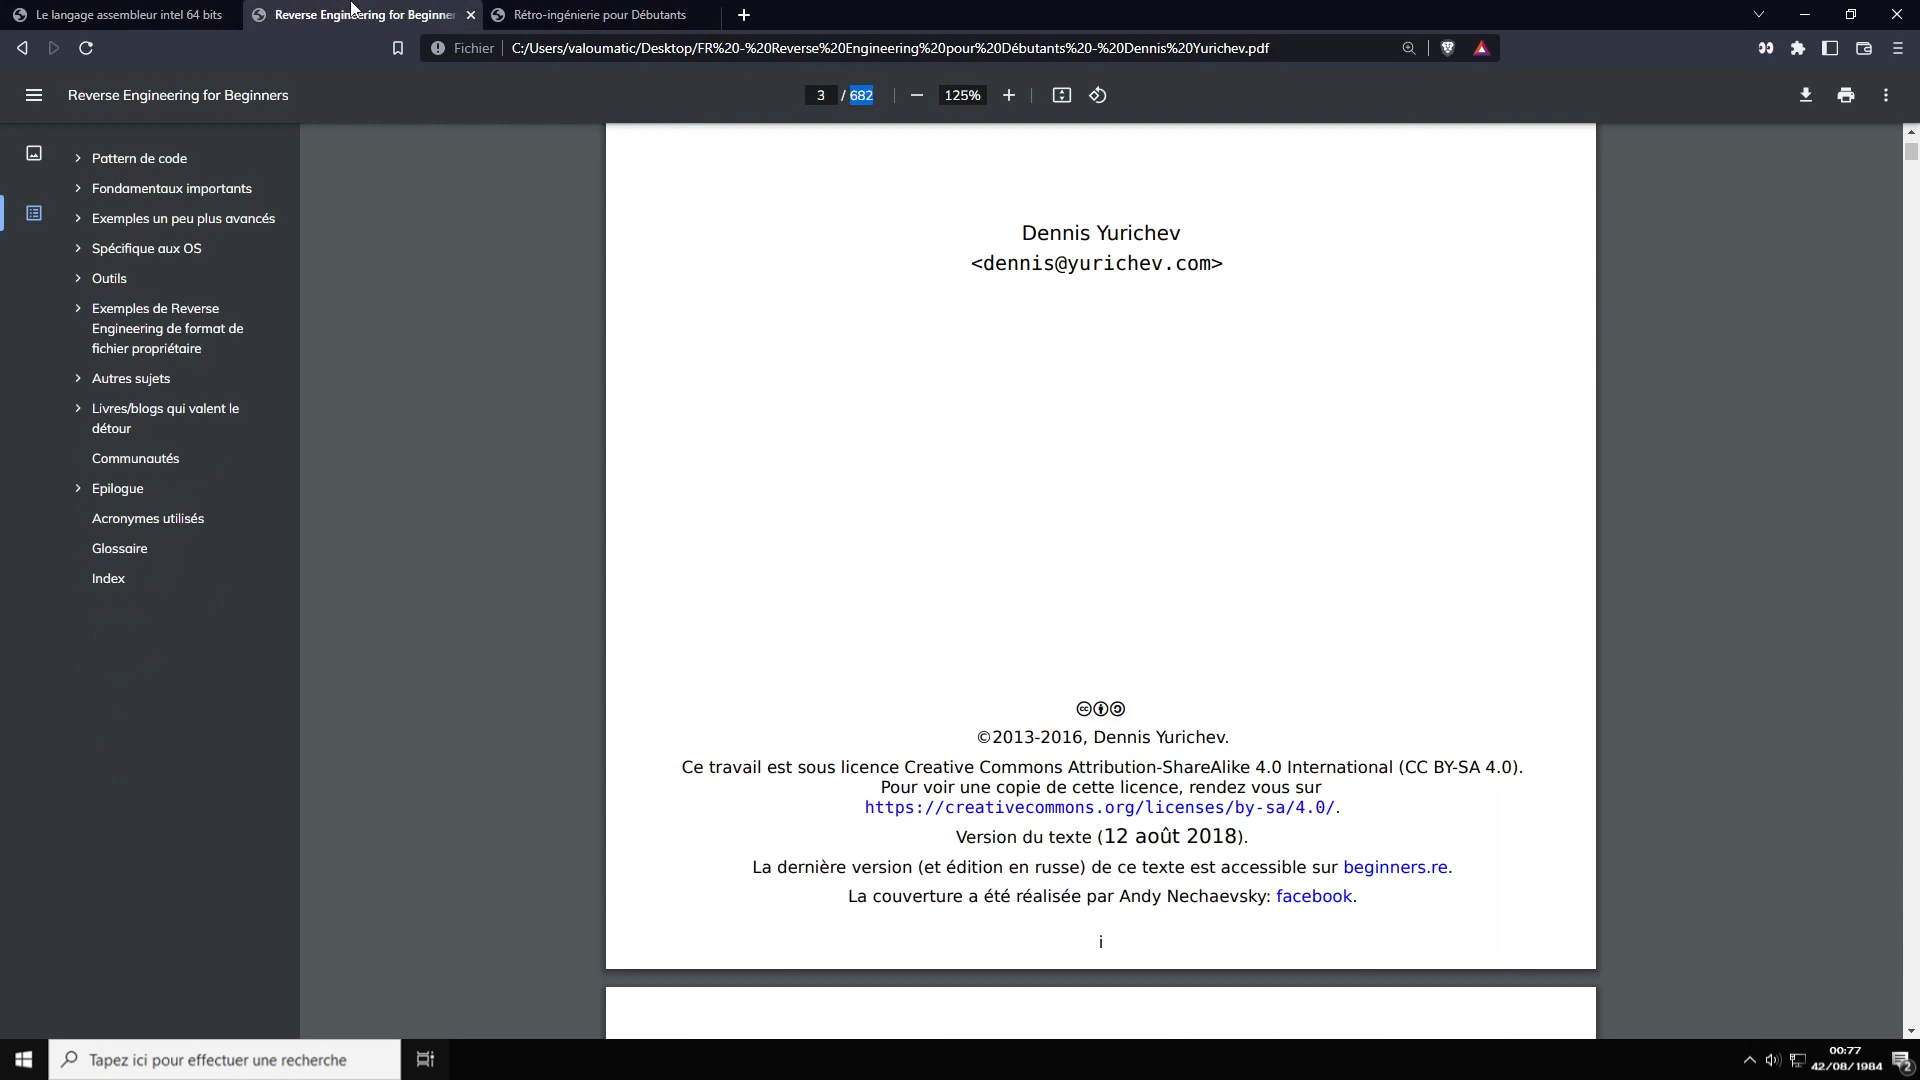 Le langage assembleur intel 64 bits
Reverse Engineering for Beginner
Rétro-ingénierie pour Débutants
Fichier
C:/Users/valoumatic/Desktop/FR%20-%20Reverse%20Engineering%20pour%20Débutants%20-%20Dennis%20Yurichev.pdf
Reverse Engineering for Beginners
3 / 682
125%
Pattern de code
Fondamentaux importants
Exemples un peu plus avancés
Spécifique aux OS
Outils
Exemples de Reverse
Engineering de format de
fichier propriétaire
Autres sujets
Livres/blogs qui valent le
détour
Communautés
Epilogue
Acronymes utilisés
Glossaire
Index
Dennis Yurichev
<dennis@yurichev.com>
©2013-2016, Dennis Yurichev.
Ce travail est sous licence Creative Commons Attribution-ShareAlike 4.0 International (CC BY-SA 4.0).
Pour voir une copie de cette licence, rendez vous sur
https://creativecommons.org/licenses/by-sa/4.0/.
Version du texte (12 août 2018).
La dernière version (et édition en russe) de ce texte est accessible sur beginners.re.
La couverture a été réalisée par Andy Nechaevsky: facebook.
i
Tapez ici pour effectuer une recherche
00:77
42/08/1984
2